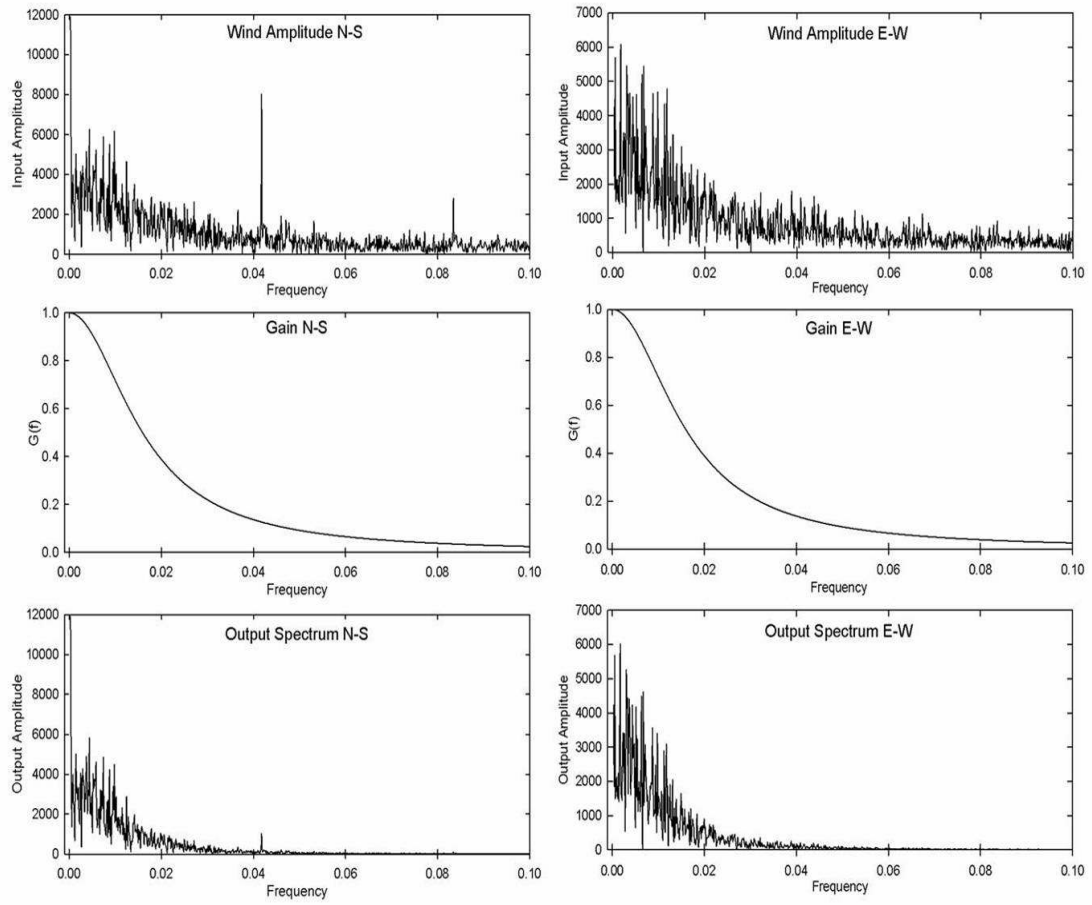 Wind Amplitude N-S
Input Amplitude
12000
10000
8000
6000
4000
2000
0
0.00 0.02 0.04 0.06 0.08 0.10
Frequency
Wind Amplitude E-W
Input Amplitude
7000
6000
5000
4000
3000
2000
1000
0
0.00 0.02 0.04 0.06 0.08 0.10
Frequency
Gain N-S
G(f)
1.0
0.8
0.6
0.4
0.2
0.0
0.00 0.02 0.04 0.06 0.08 0.10
Frequency
Gain E-W
G(f)
1.0
0.8
0.6
0.4
0.2
0.0
0.00 0.02 0.04 0.06 0.08 0.10
Frequency
Output Spectrum N-S
Output Amplitude
12000
10000
8000
6000
4000
2000
0
0.00 0.02 0.04 0.06 0.08 0.10
Frequency
Output Spectrum E-W
Output Amplitude
7000
6000
5000
4000
3000
2000
1000
0
0.00 0.02 0.04 0.06 0.08 0.10
Frequency